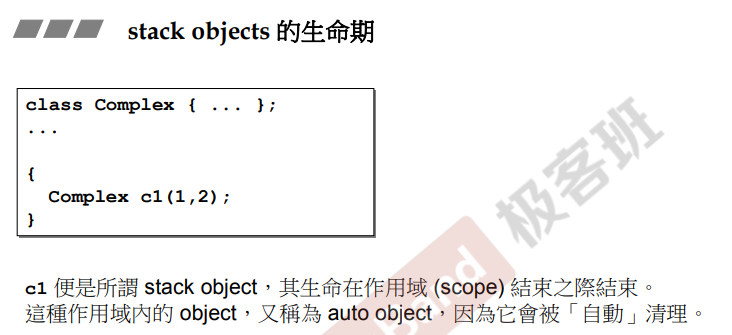 stack objects 的生命期
class Complex { ... };
...
{
  Complex c1(1,2);
}
c1 便是所謂 stack object，其生命在作用域 (scope) 結束之際結束。
這種作用域內的 object，又稱為 auto object，因為它會被「自動」清理。
Band
极客班